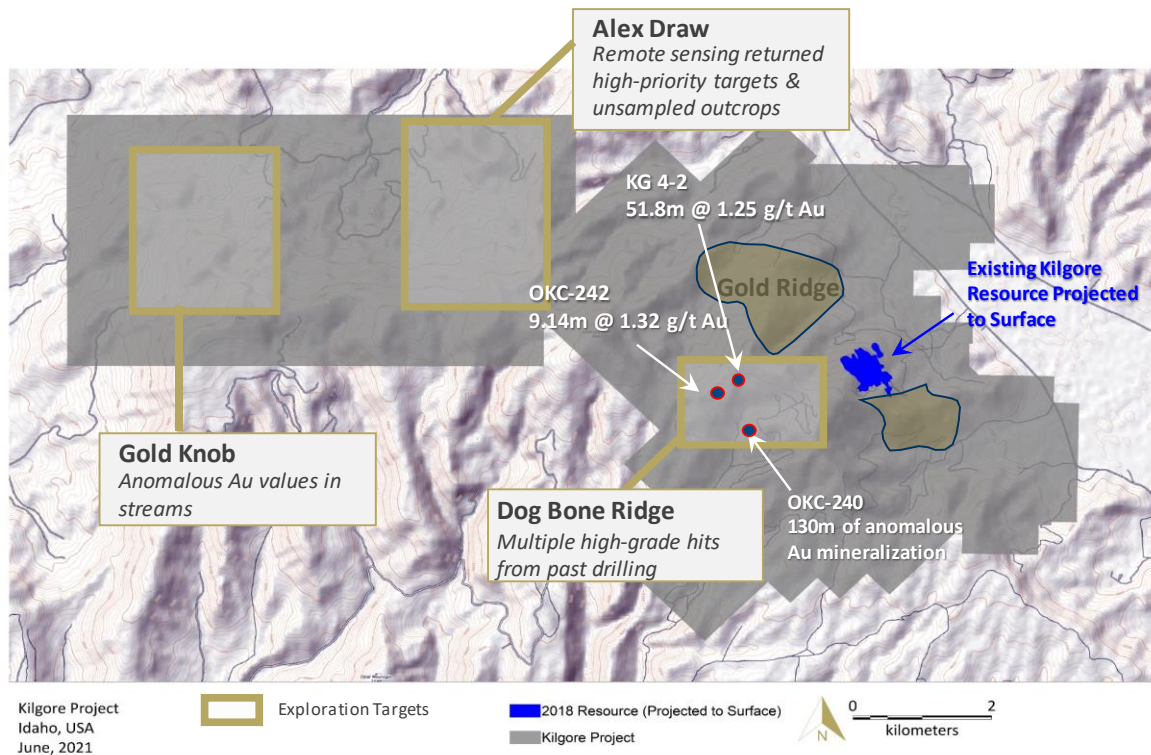 Alex Draw
Remote sensing returned
high-priority targets &
unsampled outcrops
KG 4-2
51.8m @ 1.25 g/t Au
Gold Ridge
Existing Kilgore
Resource Projected
to Surface
OKC-242
9.14m @ 1.32 g/t Au
Gold Knob
Anomalous Au values in
streams
Dog Bone Ridge
Multiple high-grade hits
from past drilling
OKC-240
130m of anomalous
Au mineralization
Kilgore Project
Idaho, USA
June, 2021
Exploration Targets
2018 Resource (Projected to Surface)
Kilgore Project
N
0 2
kilometers